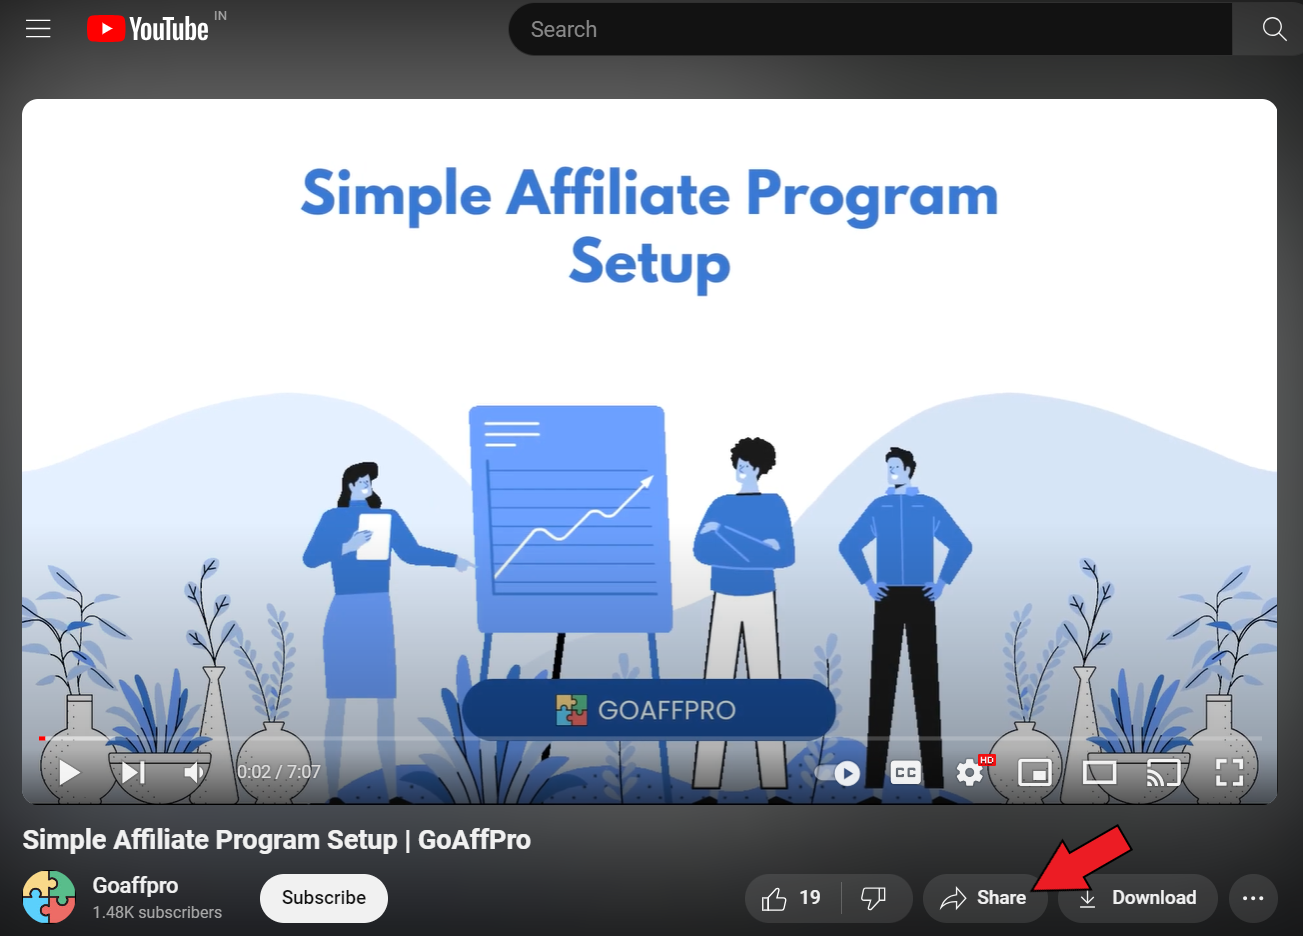 YouTube IN
Search
Simple Affiliate Program
Setup
GOAFFPRO
0:02 / 7:07
CC
HD
Simple Affiliate Program Setup | GoAffPro
Goaffpro
1.48K subscribers
Subscribe
19
Share
Download